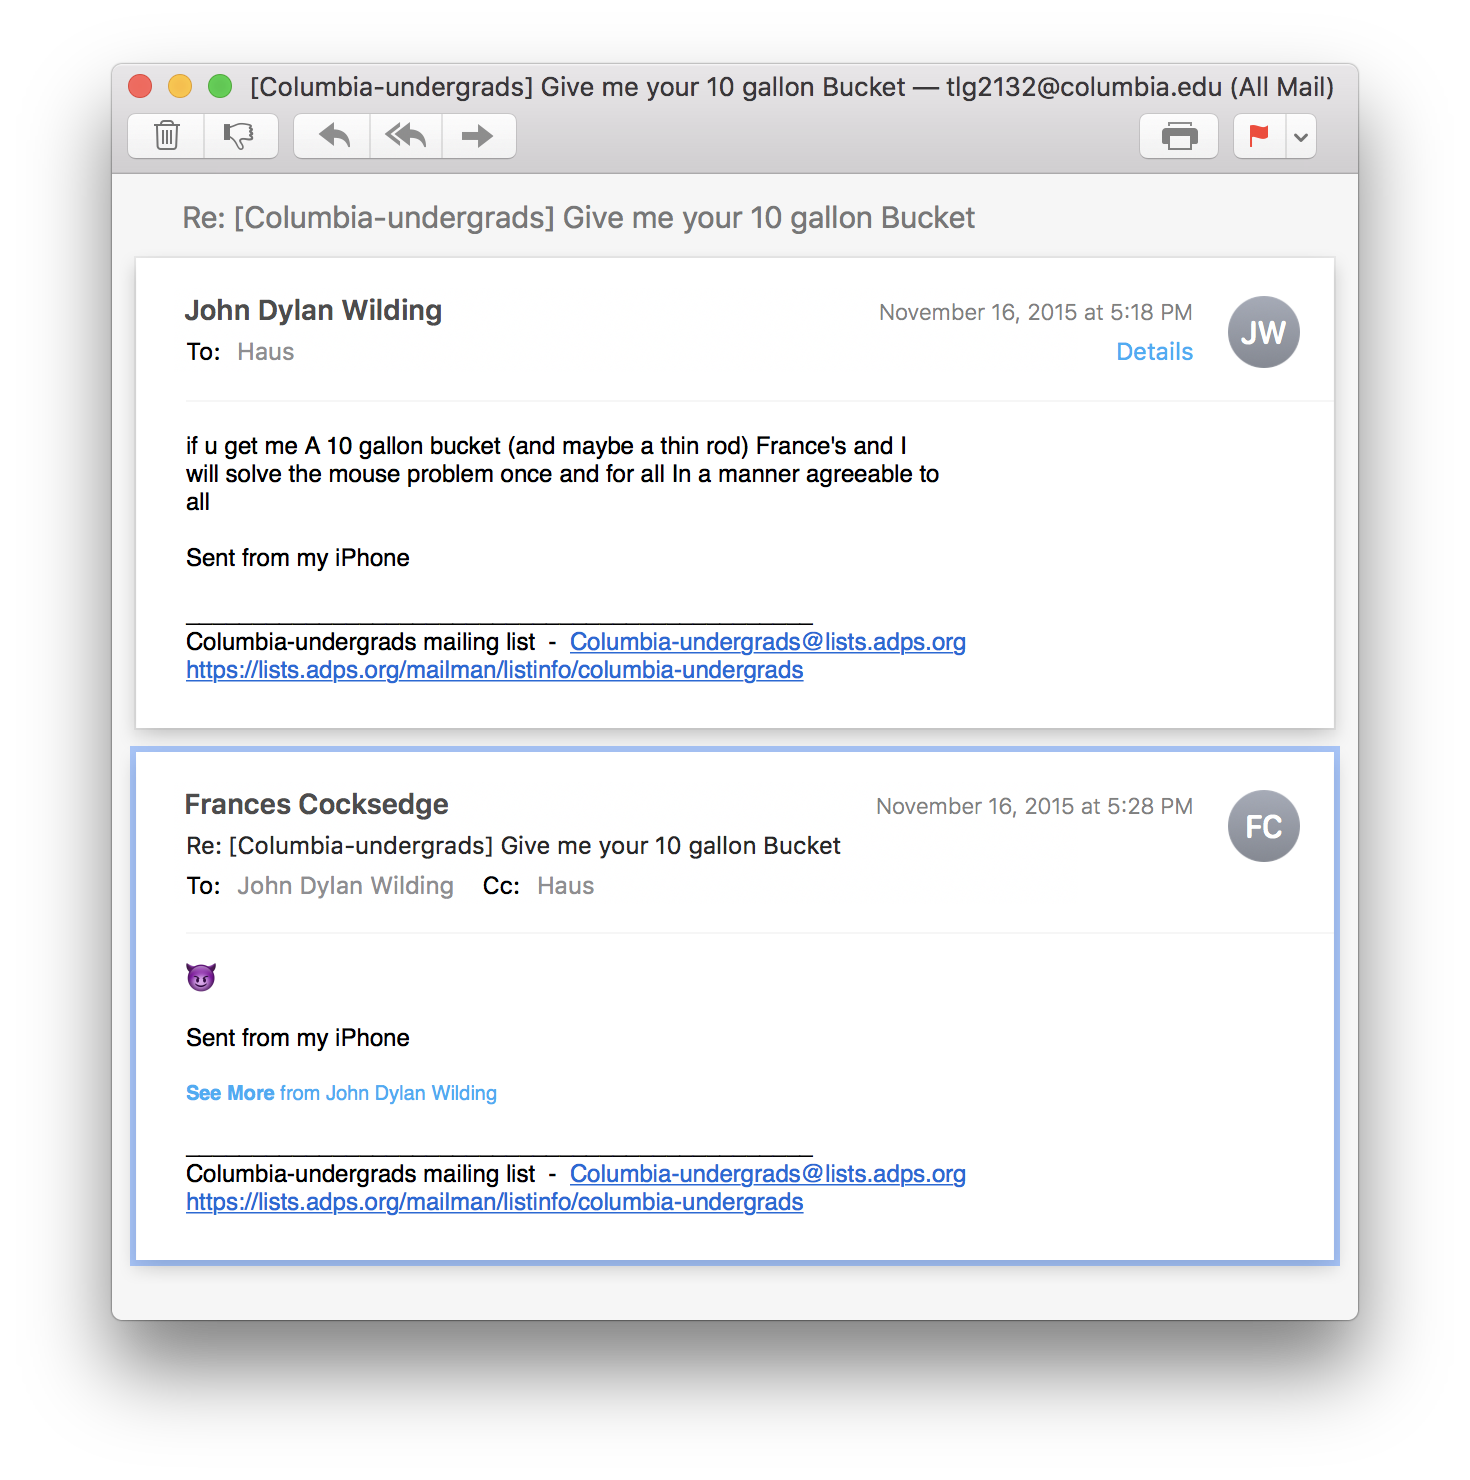 [Columbia-undergrads] Give me your 10 gallon Bucket — tlg2132@columbia.edu (All Mail)
Re: [Columbia-undergrads] Give me your 10 gallon Bucket
John Dylan Wilding
November 16, 2015 at 5:18 PM
JW
To: Haus
Details
if u get me A 10 gallon bucket (and maybe a thin rod) France's and I
will solve the mouse problem once and for all In a manner agreeable to
all
Sent from my iPhone
Columbia-undergrads mailing list - Columbia-undergrads@lists.adps.org
https://lists.adps.org/mailman/listinfo/columbia-undergrads
Frances Cocksedge
November 16, 2015 at 5:28 PM
FC
Re: [Columbia-undergrads] Give me your 10 gallon Bucket
To: John Dylan Wilding Cc: Haus
😈
Sent from my iPhone
See More from John Dylan Wilding
Columbia-undergrads mailing list - Columbia-undergrads@lists.adps.org
https://lists.adps.org/mailman/listinfo/columbia-undergrads